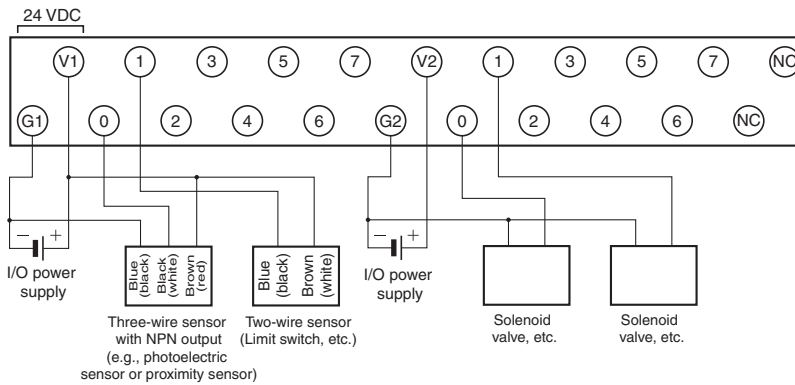 24 VDC
V1 1 3 5 7 V2 1 3 5 7 NC
G1 0 2 4 6 G2 0 2 4 6 NC
− +
− +
I/O power
supply
Blue
(black)
Black
(white)
Brown
(red)
Blue
(black)
Brown
(white)
I/O power
supply
Three-wire sensor
with NPN output
(e.g., photoelectric
sensor or proximity sensor)
Two-wire sensor
(Limit switch, etc.)
Solenoid
valve, etc.
Solenoid
valve, etc.